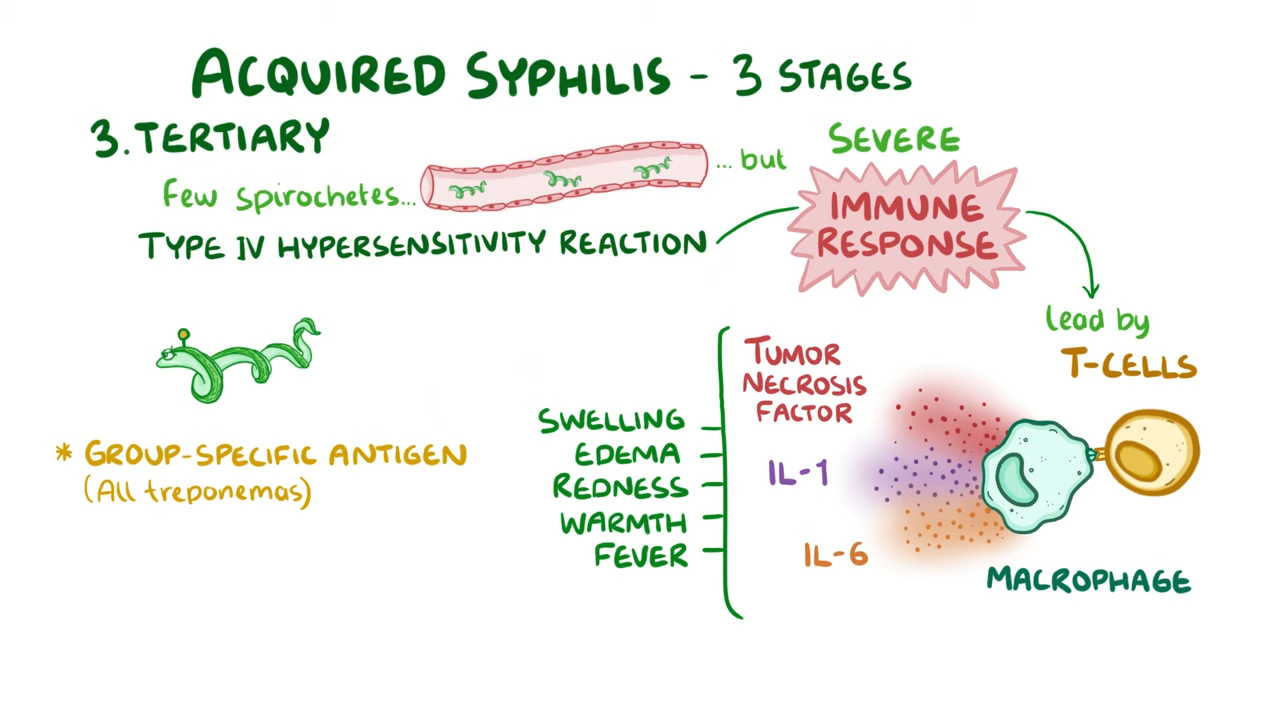 ACQUIRED SYPHILIS - 3 STAGES
3. TERTIARY
Few spirochetes...
... but
SEVERE
IMMUNE
RESPONSE
TYPE IV HYPERSENSITIVITY REACTION
lead by
T-CELLS
* GROUP-SPECIFIC ANTIGEN
(All treponemas)
SWELLING
EDEMA
REDNESS
WARMTH
FEVER
TUMOR
NECROSIS
FACTOR
IL-1
IL-6
MACROPHAGE